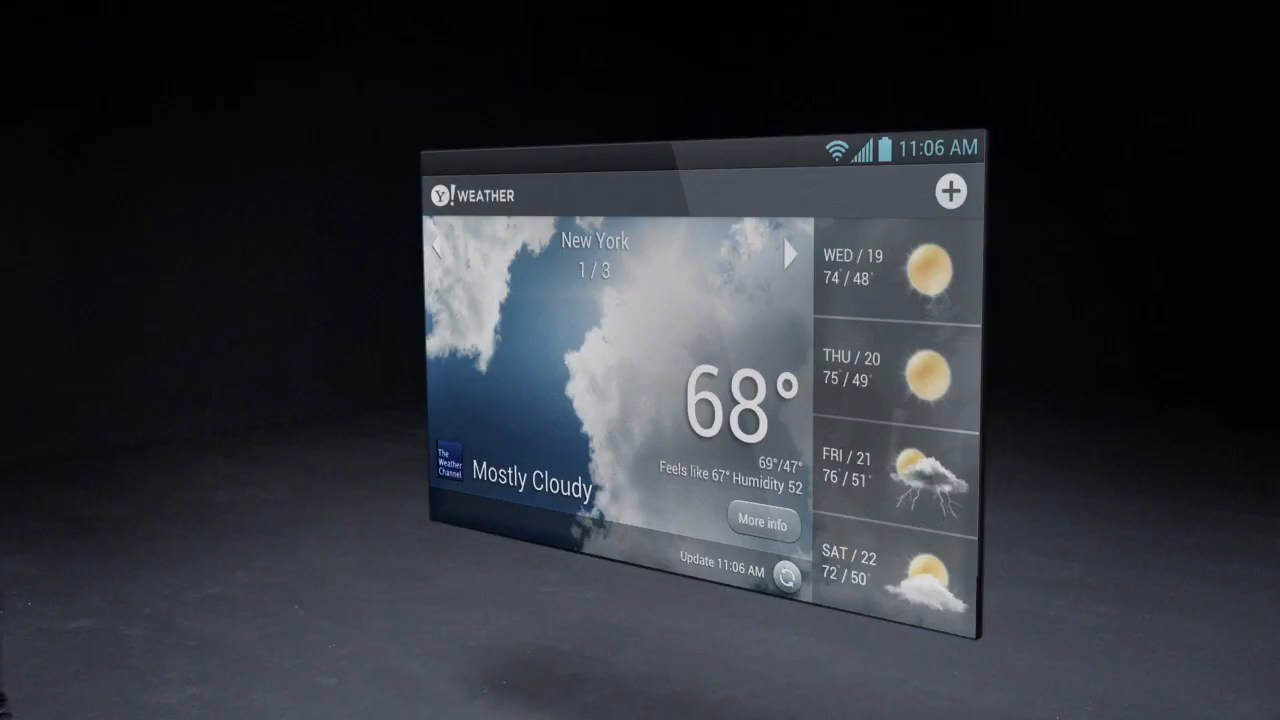 11:06 AM
Y! WEATHER
New York
1 / 3
68°
69°/47°
Feels like 67° Humidity 52
The
Weather
Channel
Mostly Cloudy
More info
Update 11:06 AM
WED / 19
74°/ 48°
THU / 20
75°/ 49°
FRI / 21
76°/ 51°
SAT / 22
72°/ 50°